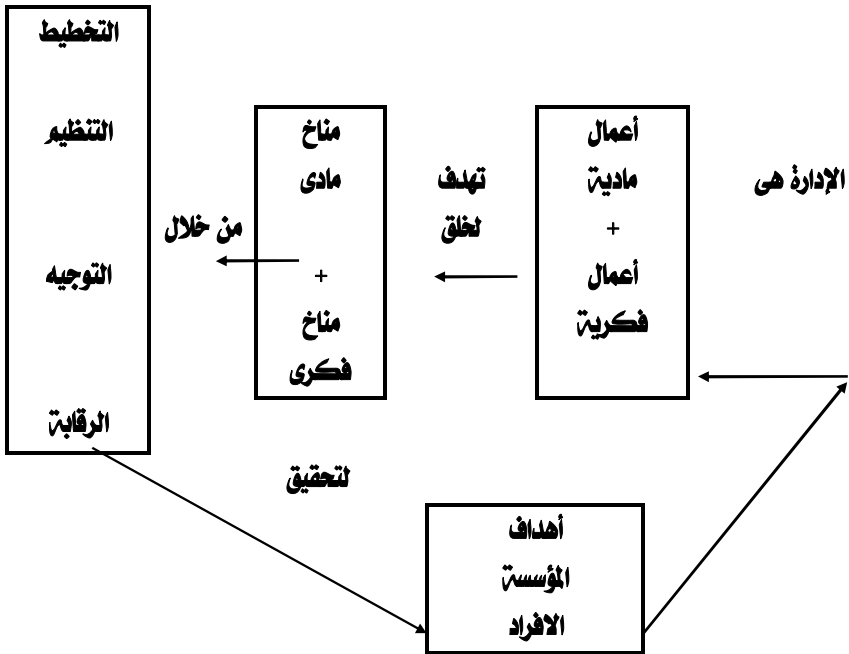 الإدارة هى
أعمال
مادية
+
أعمال
فكرية
تهدف
لخلق
مناخ
مادى
+
مناخ
فكرى
من خلال
التخطيط
التنظيم
التوجيه
الرقابة
لتحقيق
أهداف
المؤسسة
الافراد